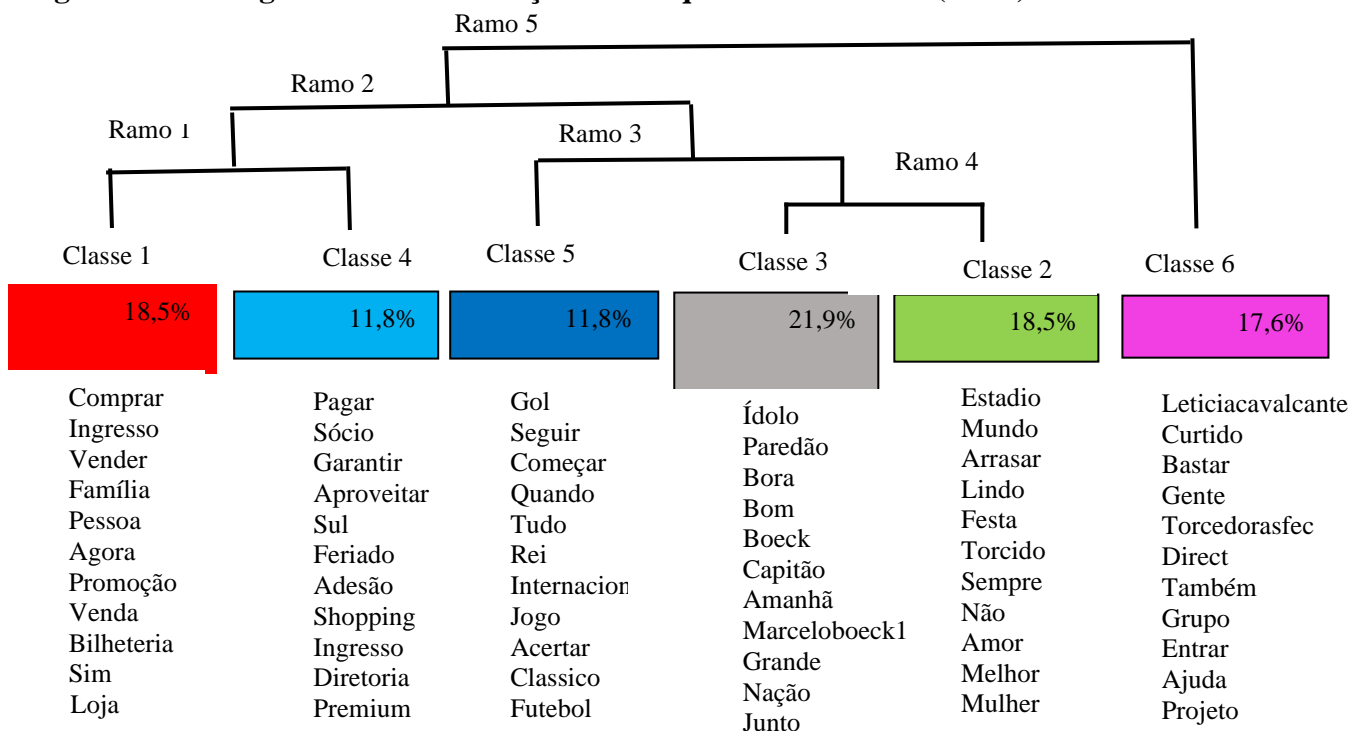 Ramo 5
Ramo 2
Ramo 1
Ramo 3
Ramo 4
Classe 1
Classe 4
Classe 5
Classe 3
Classe 2
Classe 6
18,5%
11,8%
11,8%
21,9%
18,5%
17,6%
Comprar
Ingresso
Vender
Família
Pessoa
Agora
Promoção
Venda
Bilheteria
Sim
Loja
Pagar
Sócio
Garantir
Aproveitar
Sul
Feriado
Adesão
Shopping
Ingresso
Diretoria
Premium
Gol
Seguir
Começar
Quando
Tudo
Rei
Internacion
Jogo
Acertar
Classico
Futebol
Ídolo
Paredão
Bora
Bom
Boeck
Capitão
Amanhã
Marceloboeck1
Grande
Nação
Junto
Estadio
Mundo
Arrasar
Lindo
Festa
Torcido
Sempre
Não
Amor
Melhor
Mulher
Leticiacavalcante
Curtido
Bastar
Gente
Torcedorasfec
Direct
Também
Grupo
Entrar
Ajuda
Projeto